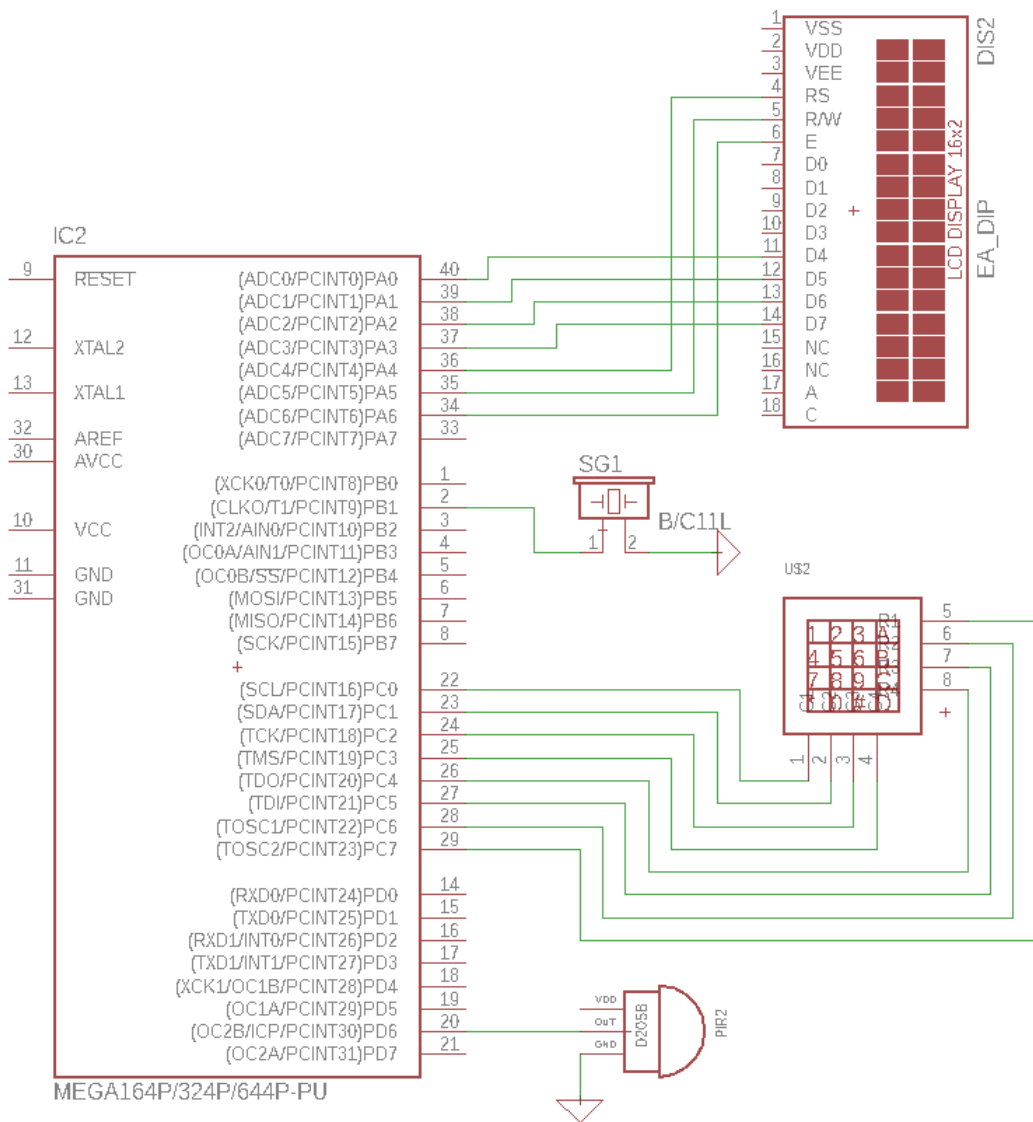 1 VSS
2 VDD
3 VEE
4 RS
5 R/W
6 E
7 D0
8 D1
9 D2
10 D3
11 D4
12 D5
13 D6
14 D7
15 NC
16 NC
17 A
18 C
LCD DISPLAY 16x2
DIS2
EA_DIP
IC2
9 RESET
12 XTAL2
13 XTAL1
32 AREF
30 AVCC
10 VCC
11 GND
31 GND
(ADC0/PCINT0)PA0 40
(ADC1/PCINT1)PA1 39
(ADC2/PCINT2)PA2 38
(ADC3/PCINT3)PA3 37
(ADC4/PCINT4)PA4 36
(ADC5/PCINT5)PA5 35
(ADC6/PCINT6)PA6 34
(ADC7/PCINT7)PA7 33
(XCK0/T0/PCINT8)PB0 1
(CLKO/T1/PCINT9)PB1 2
(INT2/AIN0/PCINT10)PB2 3
(OC0A/AIN1/PCINT11)PB3 4
(OC0B/SS/PCINT12)PB4 5
(MOSI/PCINT13)PB5 6
(MISO/PCINT14)PB6 7
(SCK/PCINT15)PB7 8
(SCL/PCINT16)PC0 22
(SDA/PCINT17)PC1 23
(TCK/PCINT18)PC2 24
(TMS/PCINT19)PC3 25
(TDO/PCINT20)PC4 26
(TDI/PCINT21)PC5 27
(TOSC1/PCINT22)PC6 28
(TOSC2/PCINT23)PC7 29
(RXD0/PCINT24)PD0 14
(TXD0/PCINT25)PD1 15
(RXD1/INT0/PCINT26)PD2 16
(TXD1/INT1/PCINT27)PD3 17
(XCK1/OC1B/PCINT28)PD4 18
(OC1A/PCINT29)PD5 19
(OC2B/ICP/PCINT30)PD6 20
(OC2A/PCINT31)PD7 21
MEGA164P/324P/644P-PU
SG1
B/C11L
1 2
U$2
1 2 3 A R1 5
4 5 6 B R2 6
7 8 9 C R3 7
0 # D R4 8
1 2 3 4
VDD
OuT
GND
D205B
PIR2